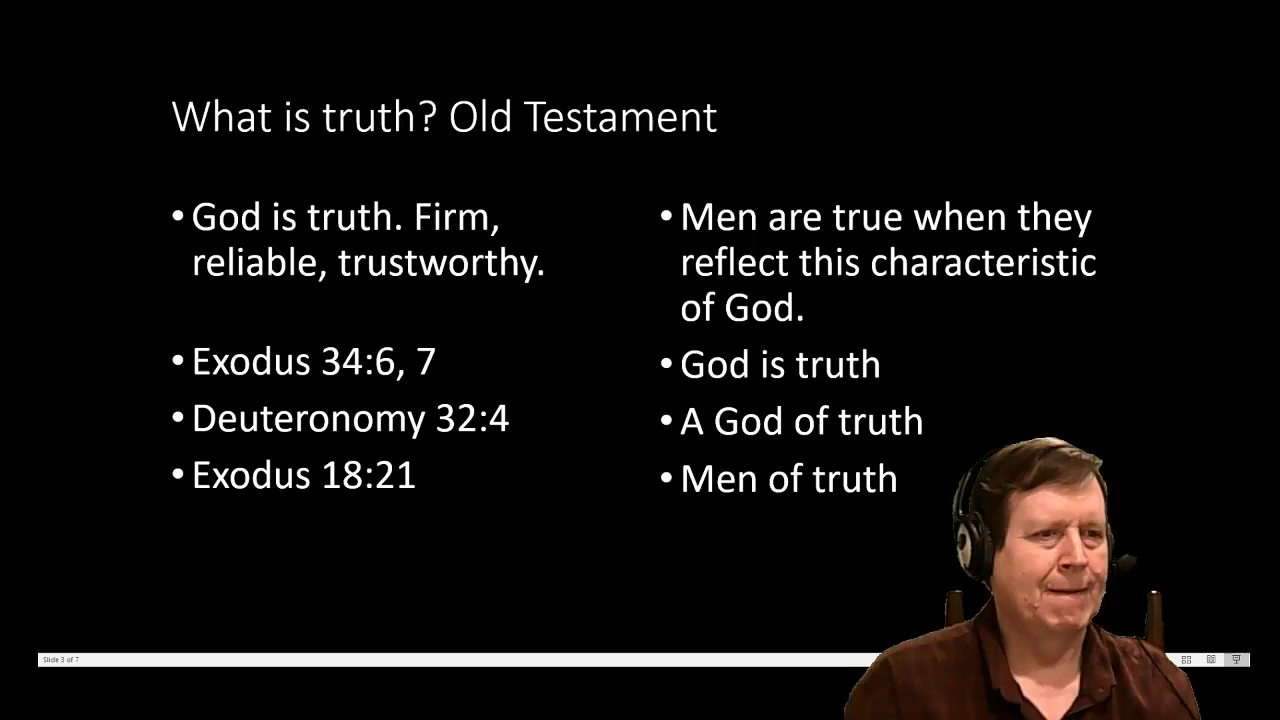 What is truth? Old Testament
• God is truth. Firm,
reliable, trustworthy.
• Exodus 34:6, 7
• Deuteronomy 32:4
• Exodus 18:21
• Men are true when they
reflect this characteristic
of God.
• God is truth
• A God of truth
• Men of truth
Slide 3 of 7